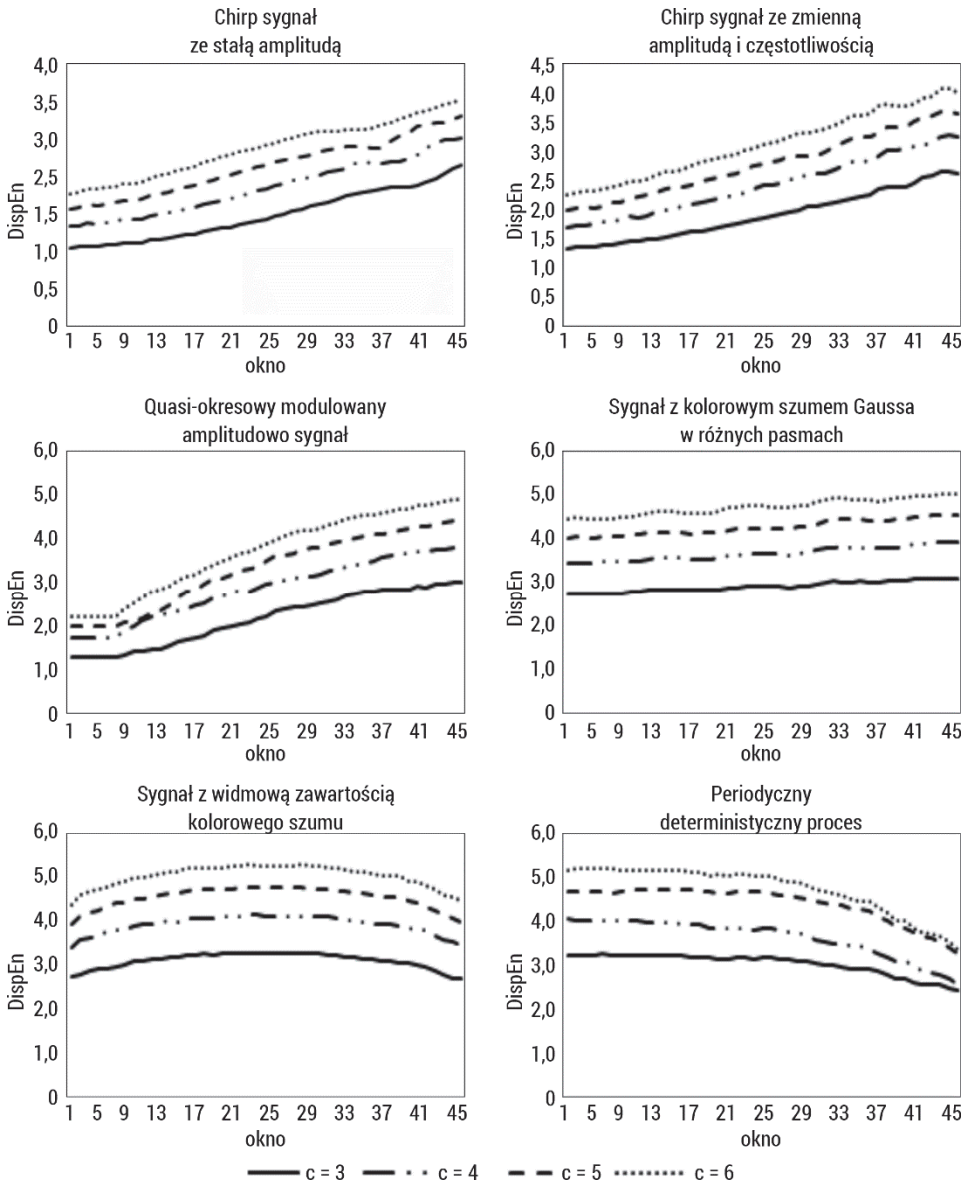 Chirp sygnał
ze stałą amplitudą
4,0
3,5
3,0
2,5
2,0
1,5
1,0
0,5
0
DispEn
1 5 9 13 17 21 25 29 33 37 41 45
okno
Chirp sygnał ze zmienną
amplitudą i częstotliwością
4,5
4,0
3,5
3,0
2,5
2,0
1,5
1,0
0,5
0
DispEn
1 5 9 13 17 21 25 29 33 37 41 45
okno
Quasi-okresowy modulowany
amplitudowo sygnał
6,0
5,0
4,0
3,0
2,0
1,0
0
DispEn
1 5 9 13 17 21 25 29 33 37 41 45
okno
Sygnał z kolorowym szumem Gaussa
w różnych pasmach
6,0
5,0
4,0
3,0
2,0
1,0
0
DispEn
1 5 9 13 17 21 25 29 33 37 41 45
okno
Sygnał z widmową zawartością
kolorowego szumu
6,0
5,0
4,0
3,0
2,0
1,0
0
DispEn
1 5 9 13 17 21 25 29 33 37 41 45
okno
Periodyczny
deterministyczny proces
6,0
5,0
4,0
3,0
2,0
1,0
0
DispEn
1 5 9 13 17 21 25 29 33 37 41 45
okno
c = 3 c = 4 c = 5 c = 6